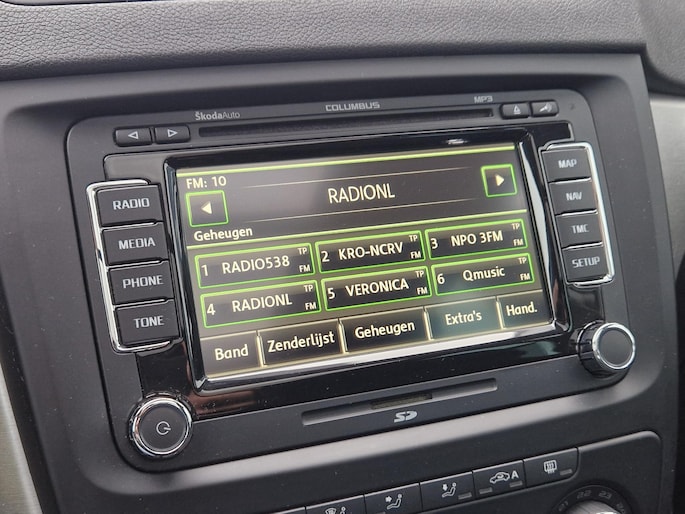 ŠkodaAuto COLUMBUS MP3
RADIO
MEDIA
PHONE
TONE
FM: 10
RADIONL
Geheugen
1 RADIO538 TP FM
2 KRO-NCRV TP FM
3 NPO 3FM TP FM
4 RADIONL TP FM
5 VERONICA TP FM
6 Qmusic TP FM
Band Zenderlijst Geheugen Extra's Hand.
MAP
NAV
TMC
SETUP
SD
A